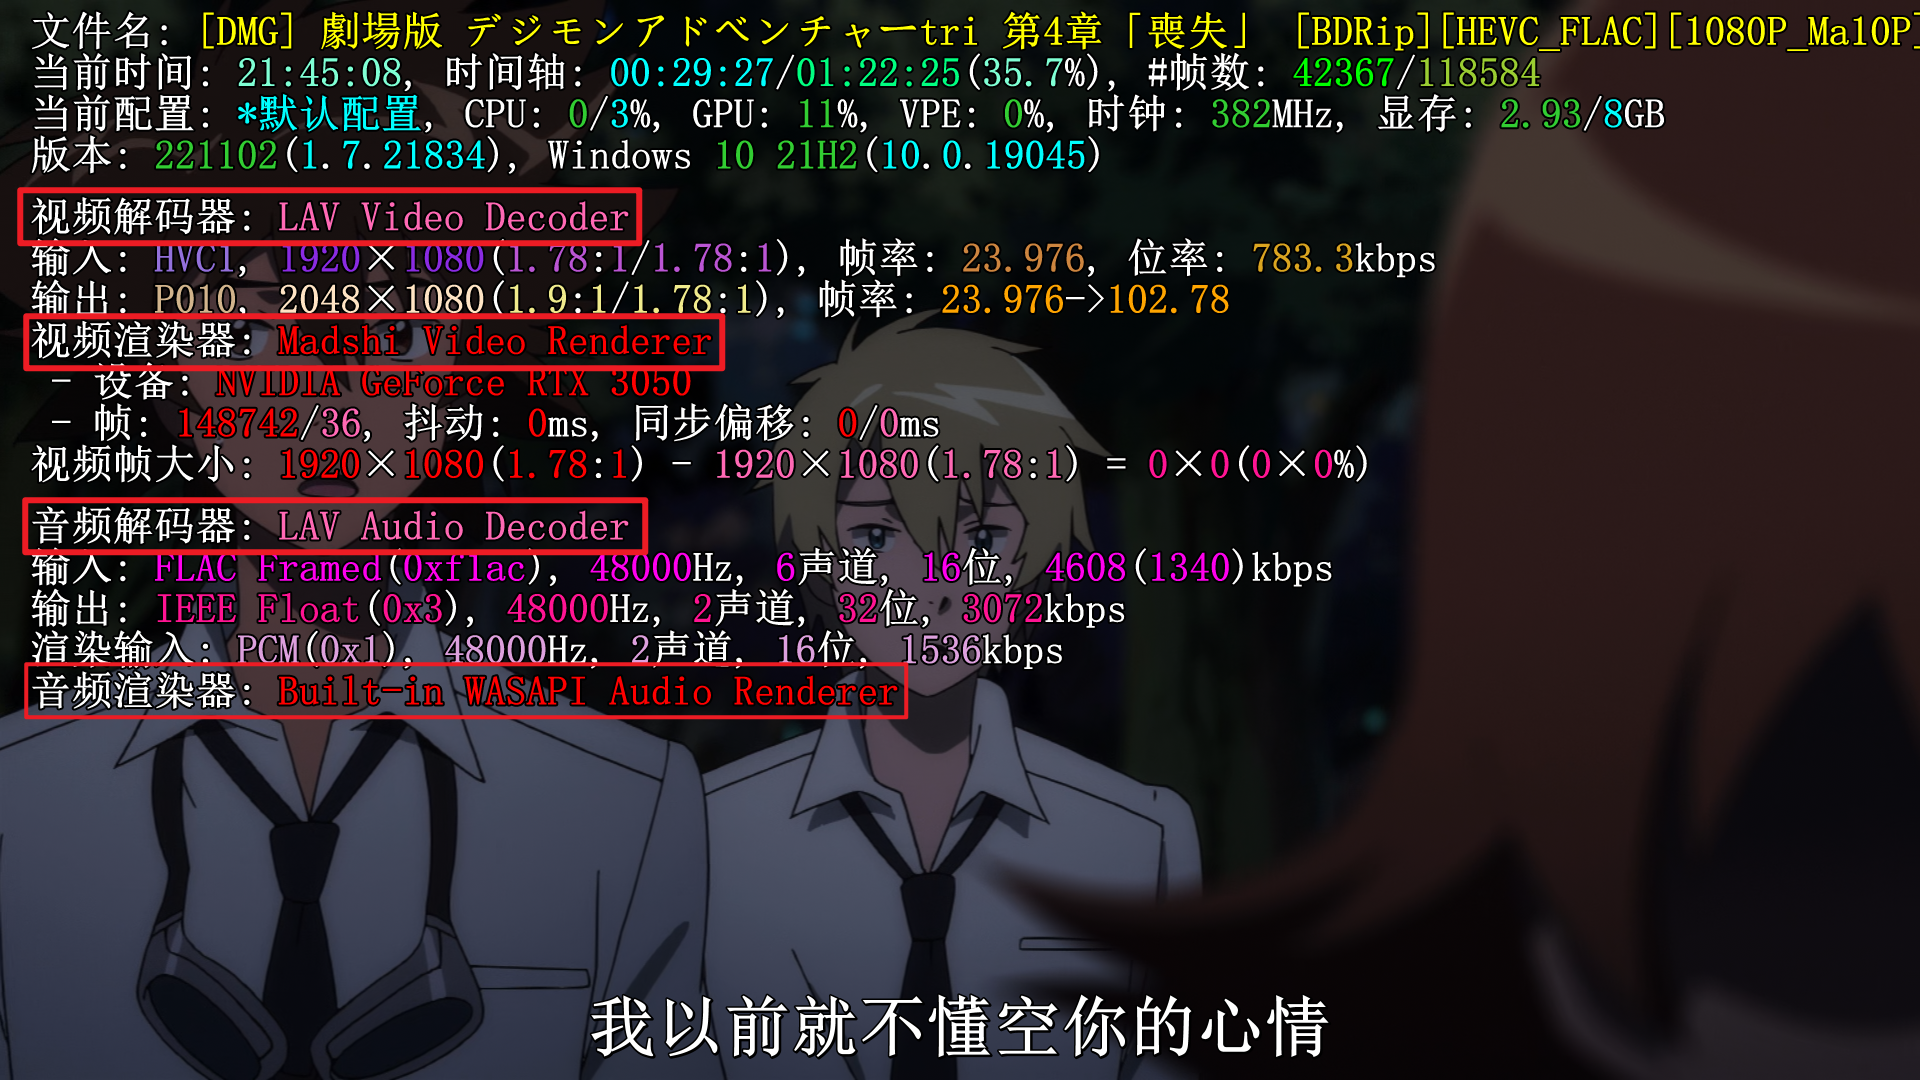 文件名: [DMG] 劇場版 デジモンアドベンチャーtri 第4章「喪失」 [BDRip][HEVC_FLAC][1080P_Ma10P]
当前时间: 21:45:08, 时间轴: 00:29:27/01:22:25(35.7%), #帧数: 42367/118584
当前配置: *默认配置, CPU: 0/3%, GPU: 11%, VPE: 0%, 时钟: 382MHz, 显存: 2.93/8GB
版本: 221102(1.7.21834), Windows 10 21H2(10.0.19045)
视频解码器: LAV Video Decoder
输入: HVC1, 1920×1080(1.78:1/1.78:1), 帧率: 23.976, 位率: 783.3kbps
输出: P010, 2048×1080(1.9:1/1.78:1), 帧率: 23.976->102.78
视频渲染器: Madshi Video Renderer
- 设备: NVIDIA GeForce RTX 3050
- 帧: 148742/36, 抖动: 0ms, 同步偏移: 0/0ms
视频帧大小: 1920×1080(1.78:1) - 1920×1080(1.78:1) = 0×0(0×0%)
音频解码器: LAV Audio Decoder
输入: FLAC Framed(0xflac), 48000Hz, 6声道, 16位, 4608(1340)kbps
输出: IEEE Float(0x3), 48000Hz, 2声道, 32位, 3072kbps
渲染输入: PCM(0x1), 48000Hz, 2声道, 16位, 1536kbps
音频渲染器: Built-in WASAPI Audio Renderer
我以前就不懂空你的心情